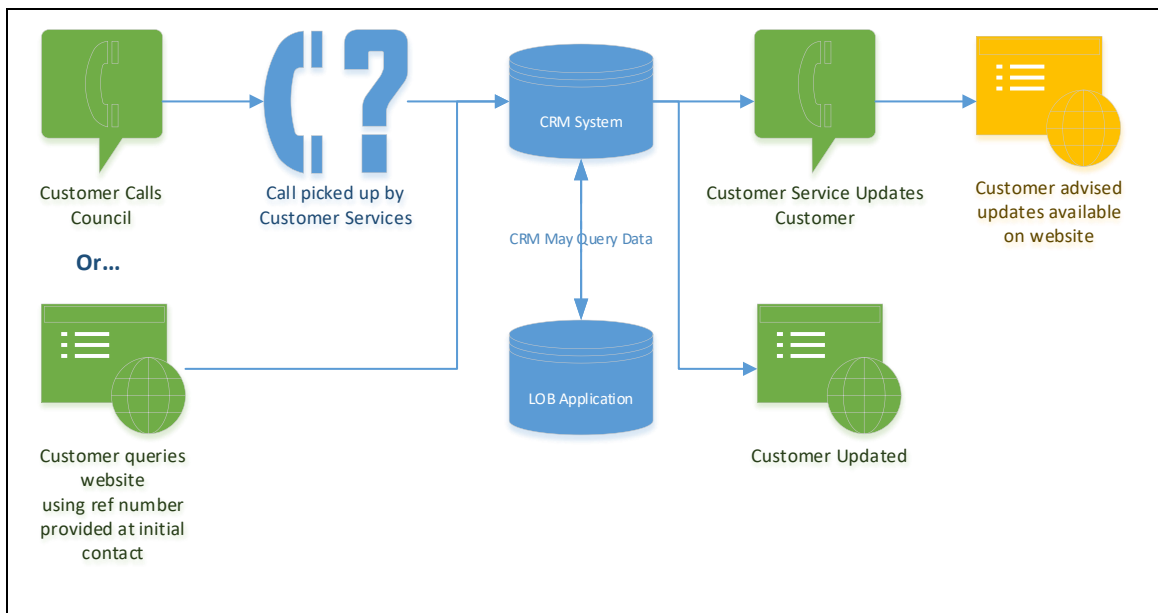 Customer Calls
Council
Or...
Call picked up by
Customer Services
CRM System
CRM May Query Data
LOB Application
Customer Service Updates
Customer
Customer advised
updates available
on website
Customer queries
website
using ref number
provided at initial
contact
Customer Updated